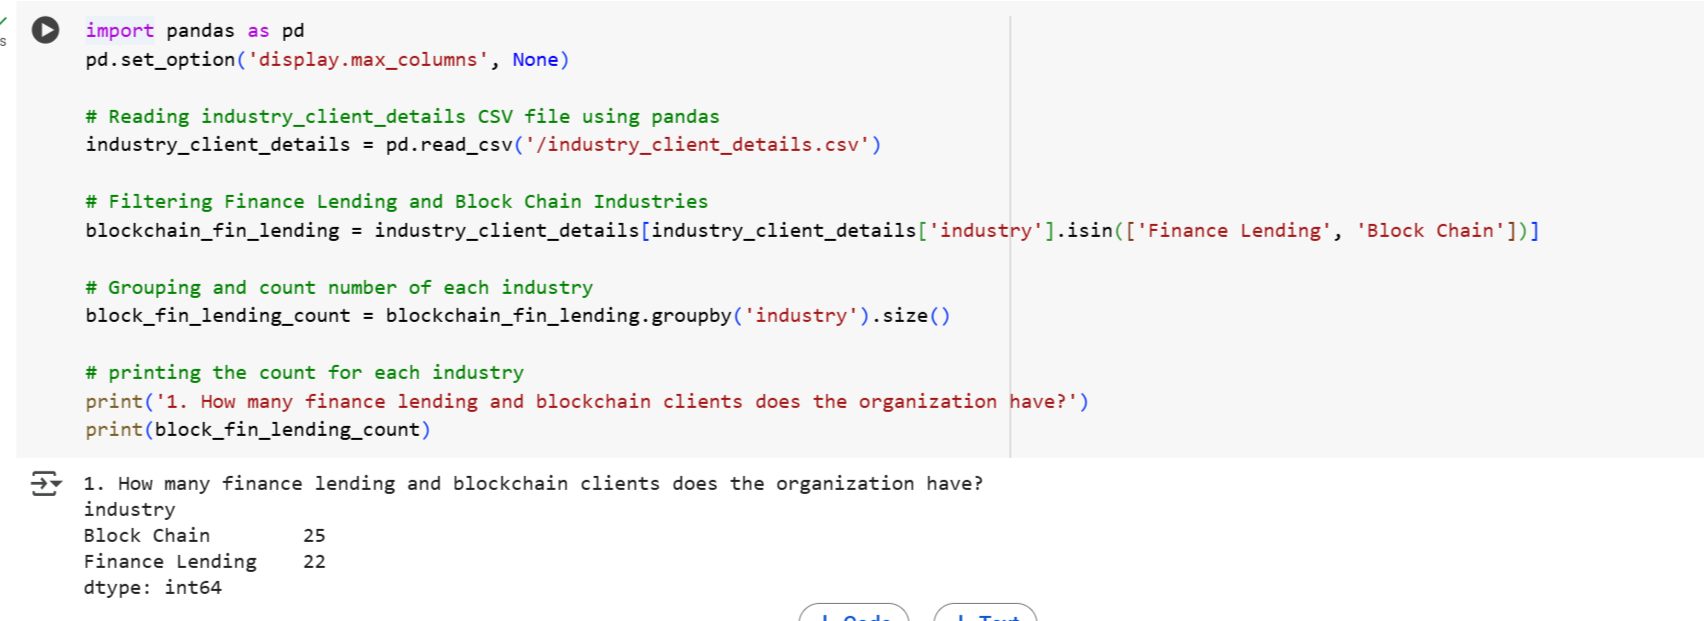 import pandas as pd
pd.set_option('display.max_columns', None)
# Reading industry_client_details CSV file using pandas
industry_client_details = pd.read_csv('/industry_client_details.csv')
# Filtering Finance Lending and Block Chain Industries
blockchain_fin_lending = industry_client_details[industry_client_details['industry'].isin(['Finance Lending', 'Block Chain'])]
# Grouping and count number of each industry
block_fin_lending_count = blockchain_fin_lending.groupby('industry').size()
# printing the count for each industry
print('1. How many finance lending and blockchain clients does the organization have?')
print(block_fin_lending_count)
1. How many finance lending and blockchain clients does the organization have?
industry
Block Chain        25
Finance Lending    22
dtype: int64